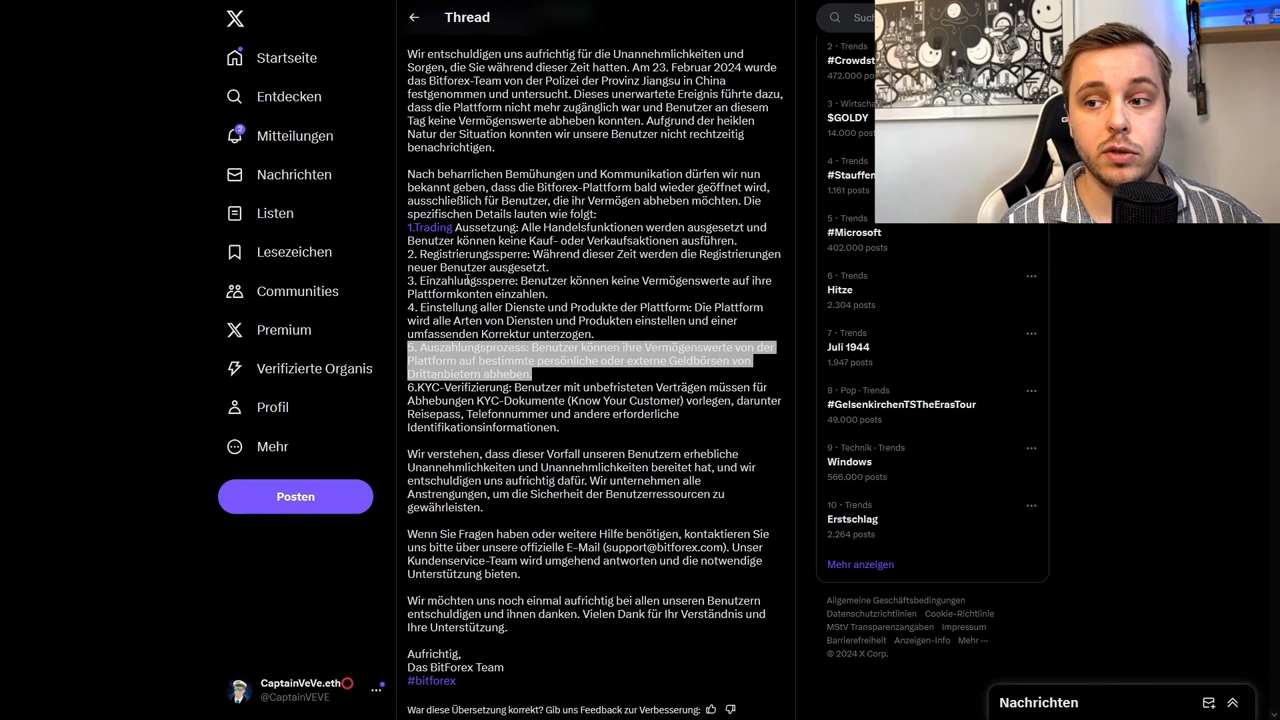 Startseite
Entdecken
2
Mitteilungen
Nachrichten
Listen
Lesezeichen
Communities
Premium
Verifizierte Organis
Profil
Mehr
Posten
CaptainVeVe.eth
@CaptainVEVE
Thread
Wir entschuldigen uns aufrichtig für die Unannehmlichkeiten und
Sorgen, die Sie während dieser Zeit hatten. Am 23. Februar 2024 wurde
das Bitforex-Team von der Polizei der Provinz Jiangsu in China
festgenommen und untersucht. Dieses unerwartete Ereignis führte dazu,
dass die Plattform nicht mehr zugänglich war und Benutzer an diesem
Tag keine Vermögenswerte abheben konnten. Aufgrund der heiklen
Natur der Situation konnten wir unsere Benutzer nicht rechtzeitig
benachrichtigen.
Nach beharrlichen Bemühungen und Kommunikation dürfen wir nun
bekannt geben, dass die Bitforex-Plattform bald wieder geöffnet wird,
ausschließlich für Benutzer, die ihr Vermögen abheben möchten. Die
spezifischen Details lauten wie folgt:
1.Trading Aussetzung: Alle Handelsfunktionen werden ausgesetzt und
Benutzer können keine Kauf- oder Verkaufsaktionen ausführen.
2. Registrierungssperre: Während dieser Zeit werden die Registrierungen
neuer Benutzer ausgesetzt.
3. Einzahlungssperre: Benutzer können keine Vermögenswerte auf ihre
Plattformkonten einzahlen.
4. Einstellung aller Dienste und Produkte der Plattform: Die Plattform
wird alle Arten von Diensten und Produkten einstellen und einer
umfassenden Korrektur unterzogen.
5. Auszahlungsprozess: Benutzer können ihre Vermögenswerte von der
Plattform auf bestimmte persönliche oder externe Geldbörsen von
Drittanbietern abheben.
6.KYC-Verifizierung: Benutzer mit unbefristeten Verträgen müssen für
Abhebungen KYC-Dokumente (Know Your Customer) vorlegen, darunter
Reisepass, Telefonnummer und andere erforderliche
Identifikationsinformationen.
Wir verstehen, dass dieser Vorfall unseren Benutzern erhebliche
Unannehmlichkeiten und Unannehmlichkeiten bereitet hat, und wir
entschuldigen uns aufrichtig dafür. Wir unternehmen alle
Anstrengungen, um die Sicherheit der Benutzerressourcen zu
gewährleisten.
Wenn Sie Fragen haben oder weitere Hilfe benötigen, kontaktieren Sie
uns bitte über unsere offizielle E-Mail (support@bitforex.com). Unser
Kundenservice-Team wird umgehend antworten und die notwendige
Unterstützung bieten.
Wir möchten uns noch einmal aufrichtig bei allen unseren Benutzern
entschuldigen und ihnen danken. Vielen Dank für Ihr Verständnis und
Ihre Unterstützung.
Aufrichtig,
Das BitForex Team
#bitforex
War diese Übersetzung korrekt? Gib uns Feedback zur Verbesserung:
Such
2 · Trends
#Crowdst
472.000 pos
3 · Wirtscha
$GOLDY
14.000 post
4 · Trends
#Stauffen
1.161 posts
5 · Trends
#Microsoft
402.000 posts
6 · Trends
Hitze
2.304 posts
7 · Trends
Juli 1944
1.947 posts
8 · Pop · Trends
#GelsenkirchenTSTheErasTour
49.000 posts
9 · Technik · Trends
Windows
566.000 posts
10 · Trends
Erstschlag
2.264 posts
Mehr anzeigen
Allgemeine Geschäftsbedingungen
Datenschutzrichtlinien Cookie-Richtlinie
MStV Transparenzangaben Impressum
Barrierefreiheit Anzeigen-Info Mehr ···
© 2024 X Corp.
Nachrichten